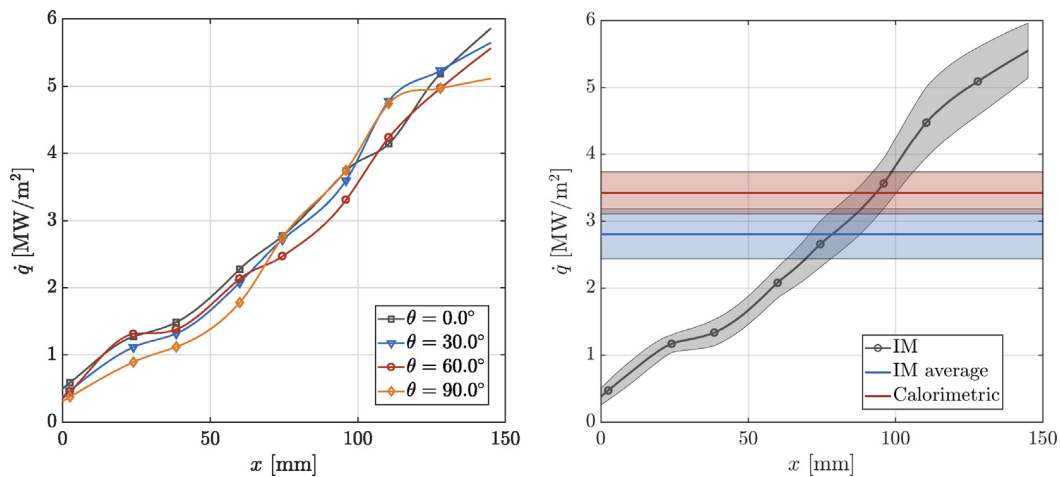 6
5
4
3
2
1
0
q̇ [MW/m²]
0
50
100
150
x [mm]
θ = 0.0°
θ = 30.0°
θ = 60.0°
θ = 90.0°
6
5
4
3
2
1
0
q̇ [MW/m²]
0
50
100
150
x [mm]
IM
IM average
Calorimetric